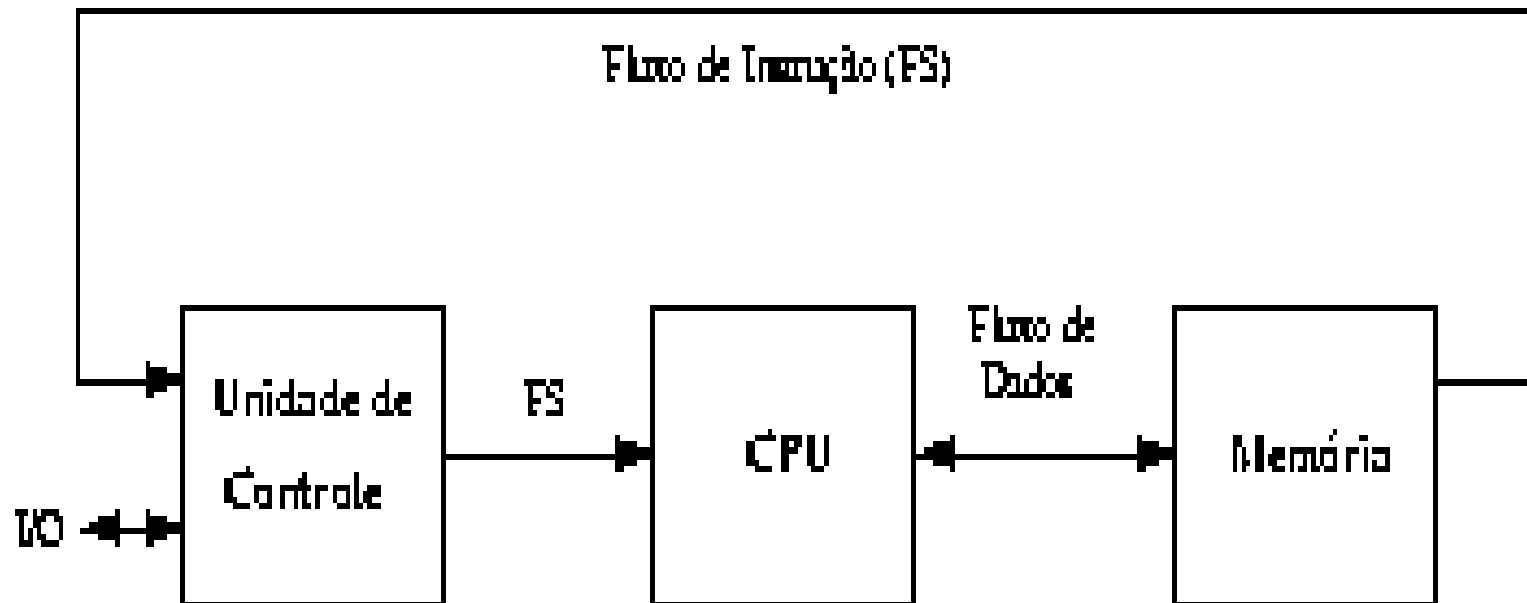 Fluxo de Instrução (FS)
Unidade de
Controle
FS
CPU
Fluxo de
Dados
Memória
I/O